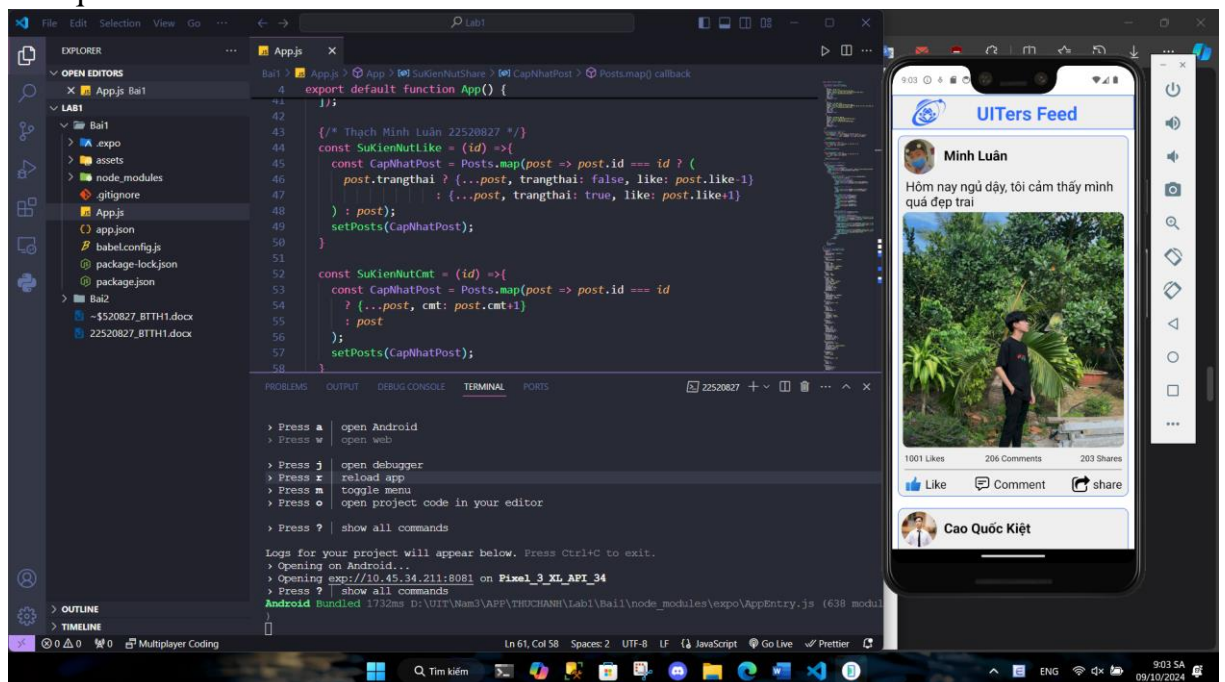 File Edit Selection View Go ···
Lab1
EXPLORER
OPEN EDITORS
App.js Bai1
LAB1
Bai1
.expo
assets
node_modules
.gitignore
App.js
app.json
babel.config.js
package-lock.json
package.json
Bai2
~$520827_BTTH1.docx
22520827_BTTH1.docx
OUTLINE
TIMELINE
App.js
Bai1 > App.js > App > SuKienNutShare > CapNhatPost > Posts.map() callback
4 export default function App() {
41 ]);
42
43 {/* Thạch Minh Luân 22520827 */}
44 const SuKienNutLike = (id) =>{
45 const CapNhatPost = Posts.map(post => post.id === id ? (
46 post.trangthai ? {...post, trangthai: false, like: post.like-1}
47 : {...post, trangthai: true, like: post.like+1}
48 ) : post);
49 setPosts(CapNhatPost);
50 }
51
52 const SuKienNutCmt = (id) =>{
53 const CapNhatPost = Posts.map(post => post.id === id
54 ? {...post, cmt: post.cmt+1}
55 : post
56 );
57 setPosts(CapNhatPost);
58 }
PROBLEMS OUTPUT DEBUG CONSOLE TERMINAL PORTS
22520827
› Press a │ open Android
› Press w │ open web
› Press j │ open debugger
› Press r │ reload app
› Press m │ toggle menu
› Press o │ open project code in your editor
› Press ? │ show all commands
Logs for your project will appear below. Press Ctrl+C to exit.
› Opening on Android...
› Opening exp://10.45.34.211:8081 on Pixel_3_XL_API_34
› Press ? │ show all commands
Android Bundled 1732ms D:\UIT\Nam3\APP\THUCHANH\Lab1\Bai1\node_modules\expo\AppEntry.js (638 modul
)
0 0 0 Multiplayer Coding
Ln 61, Col 58 Spaces: 2 UTF-8 LF JavaScript Go Live Prettier
9:03
UITers Feed
Minh Luân
Hôm nay ngủ dậy, tôi cảm thấy mình
quá đẹp trai
1001 Likes 206 Comments 203 Shares
Like Comment share
Cao Quốc Kiệt
Tìm kiếm
ENG
9:03 SA
09/10/2024